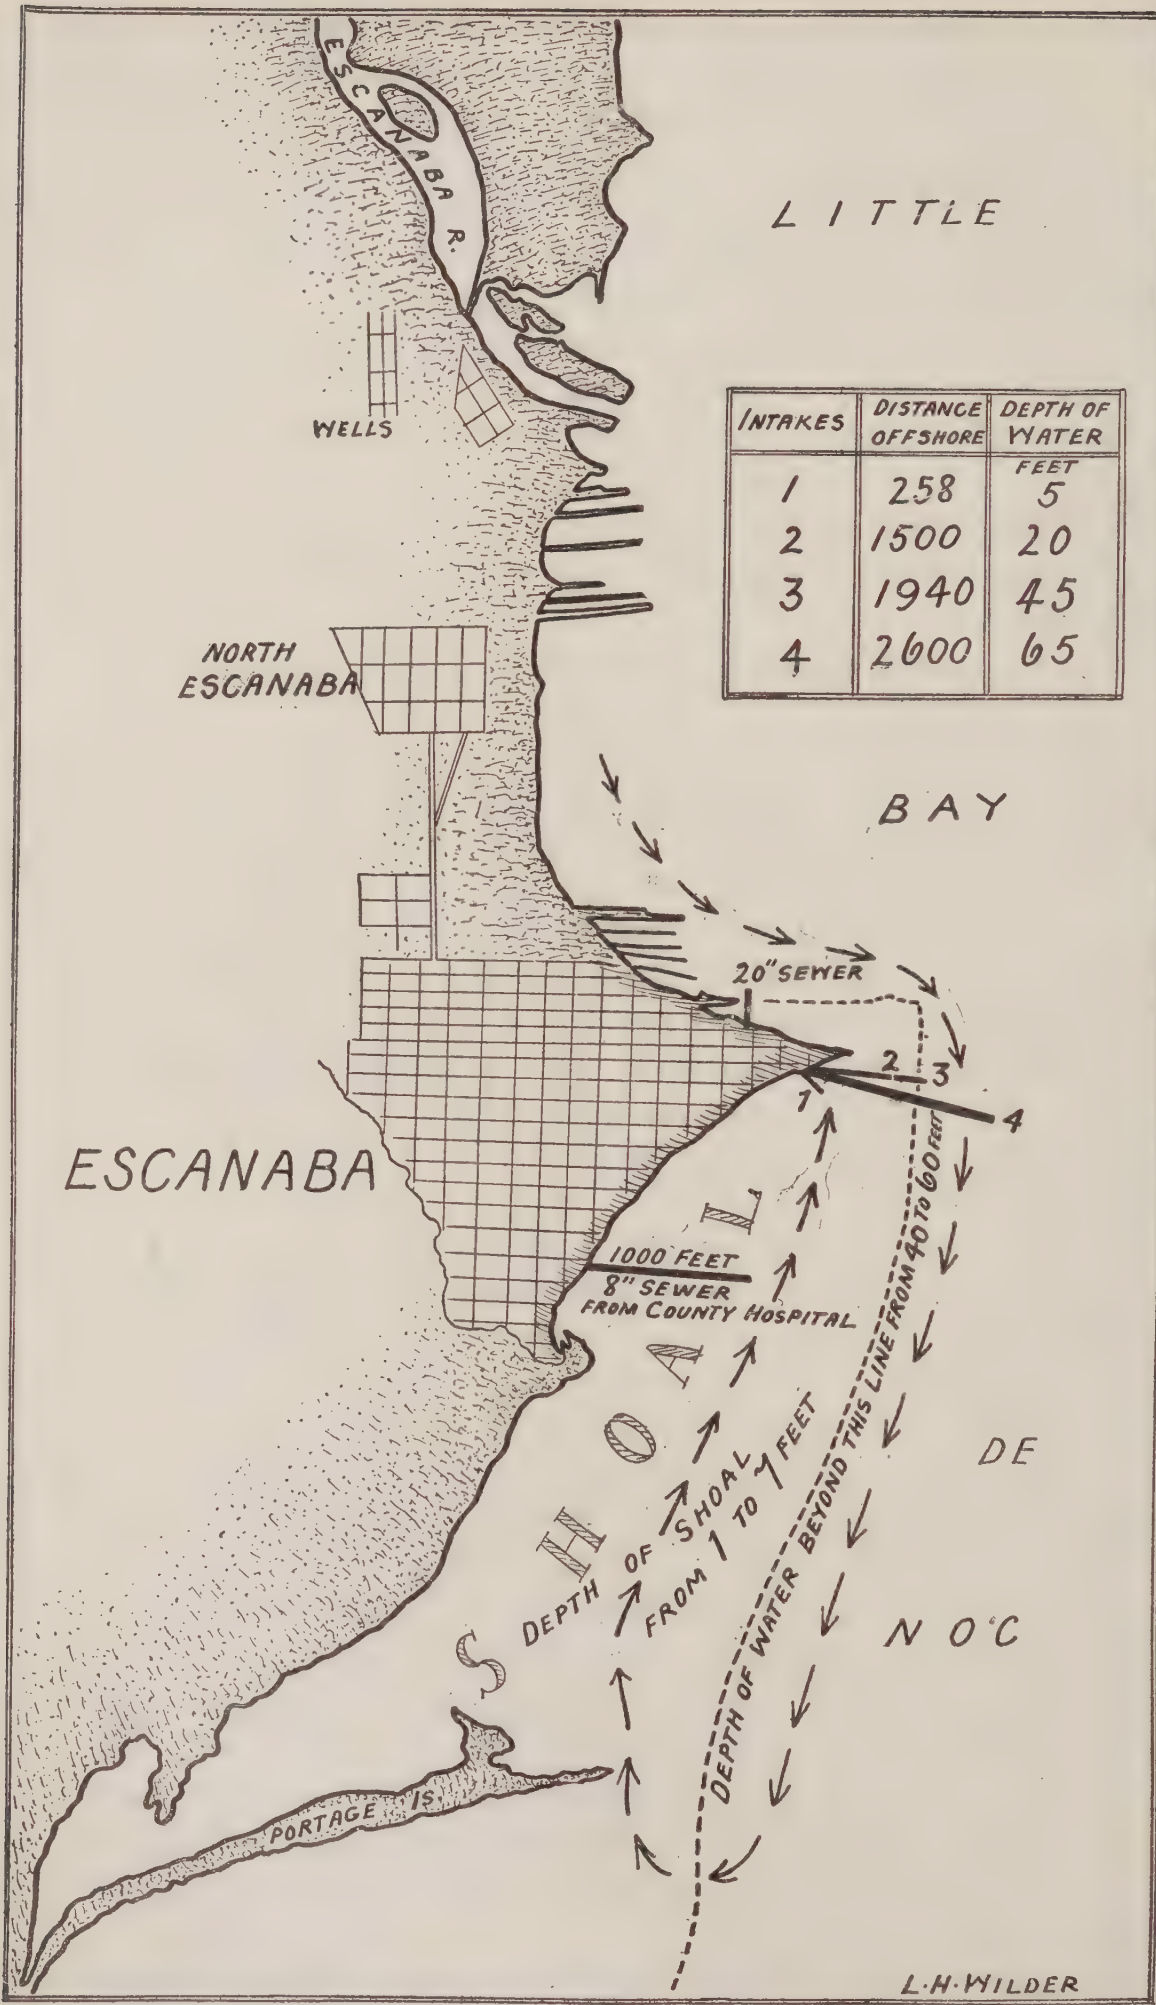 ESCANABA R.
LITTLE
INTAKES DISTANCE OFFSHORE DEPTH OF WATER
FEET
1 258 5
2 1500 20
3 1940 45
4 2600 65
WELLS
NORTH
ESCANABA
BAY
20" SEWER
2
3
1
4
ESCANABA
1000 FEET
8" SEWER
FROM COUNTY HOSPITAL
SHOAL
DEPTH OF SHOAL
FROM 1 TO 7 FEET
DEPTH OF WATER BEYOND THIS LINE FROM 40 TO 60 FEET
DE
NOC
PORTAGE IS.
L.H.WILDER